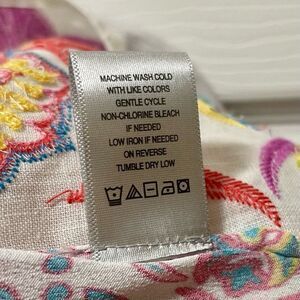 MACHINE WASH COLD
WITH LIKE COLORS
GENTLE CYCLE
NON-CHLORINE BLEACH
IF NEEDED
LOW IRON IF NEEDED
ON REVERSE
TUMBLE DRY LOW